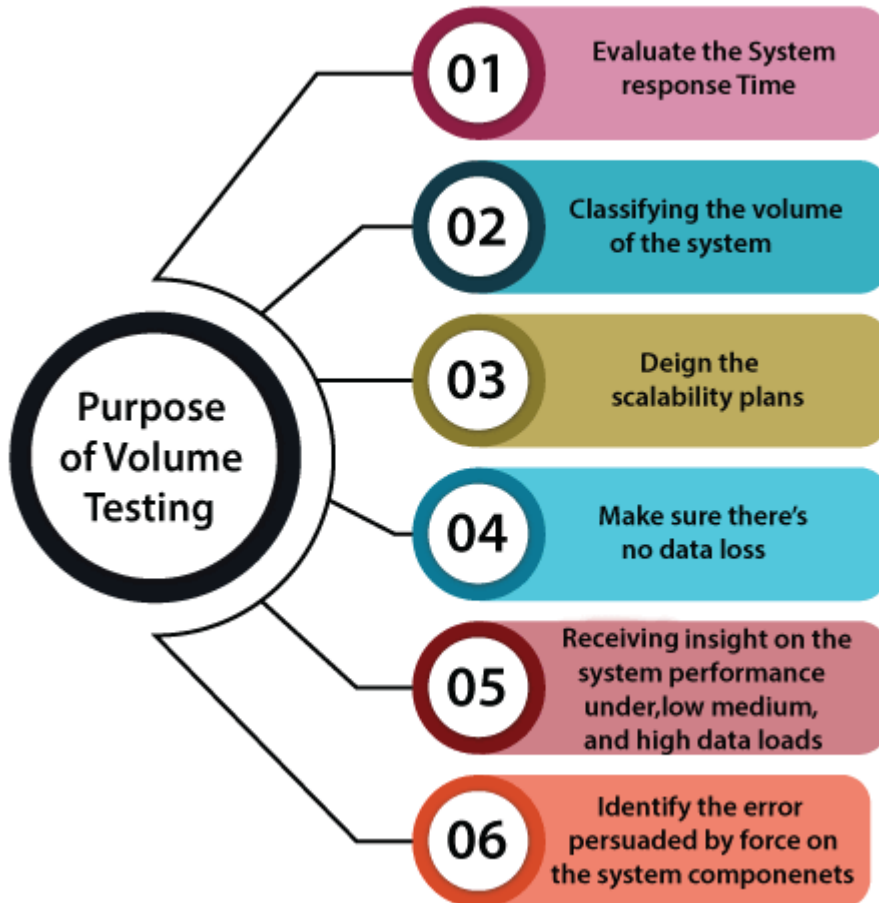 Purpose
of Volume
Testing
01
Evaluate the System
response Time
02
Classifying the volume
of the system
03
Deign the
scalability plans
04
Make sure there's
no data loss
05
Receiving insight on the
system performance
under,low medium,
and high data loads
06
Identify the error
persuaded by force on
the system componenets